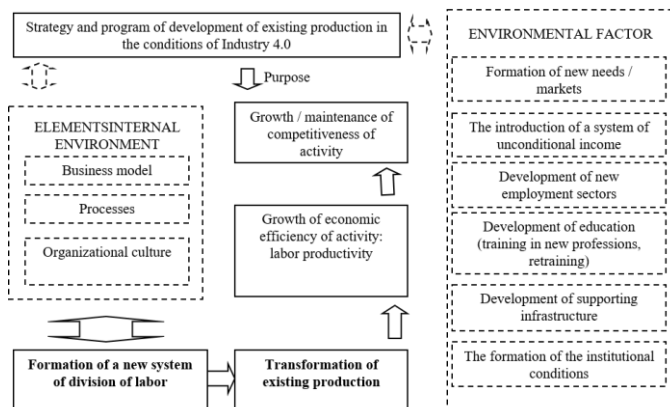 Strategy and program of development of existing production in
the conditions of Industry 4.0
Purpose
ELEMENTSINTERNAL
ENVIRONMENT
Business model
Processes
Organizational culture
Growth / maintenance of
competitiveness of
activity
Growth of economic
efficiency of activity:
labor productivity
Formation of a new system
of division of labor
Transformation of
existing production
ENVIRONMENTAL FACTOR
Formation of new needs /
markets
The introduction of a system of
unconditional income
Development of new
employment sectors
Development of education
(training in new professions,
retraining)
Development of supporting
infrastructure
The formation of the institutional
conditions